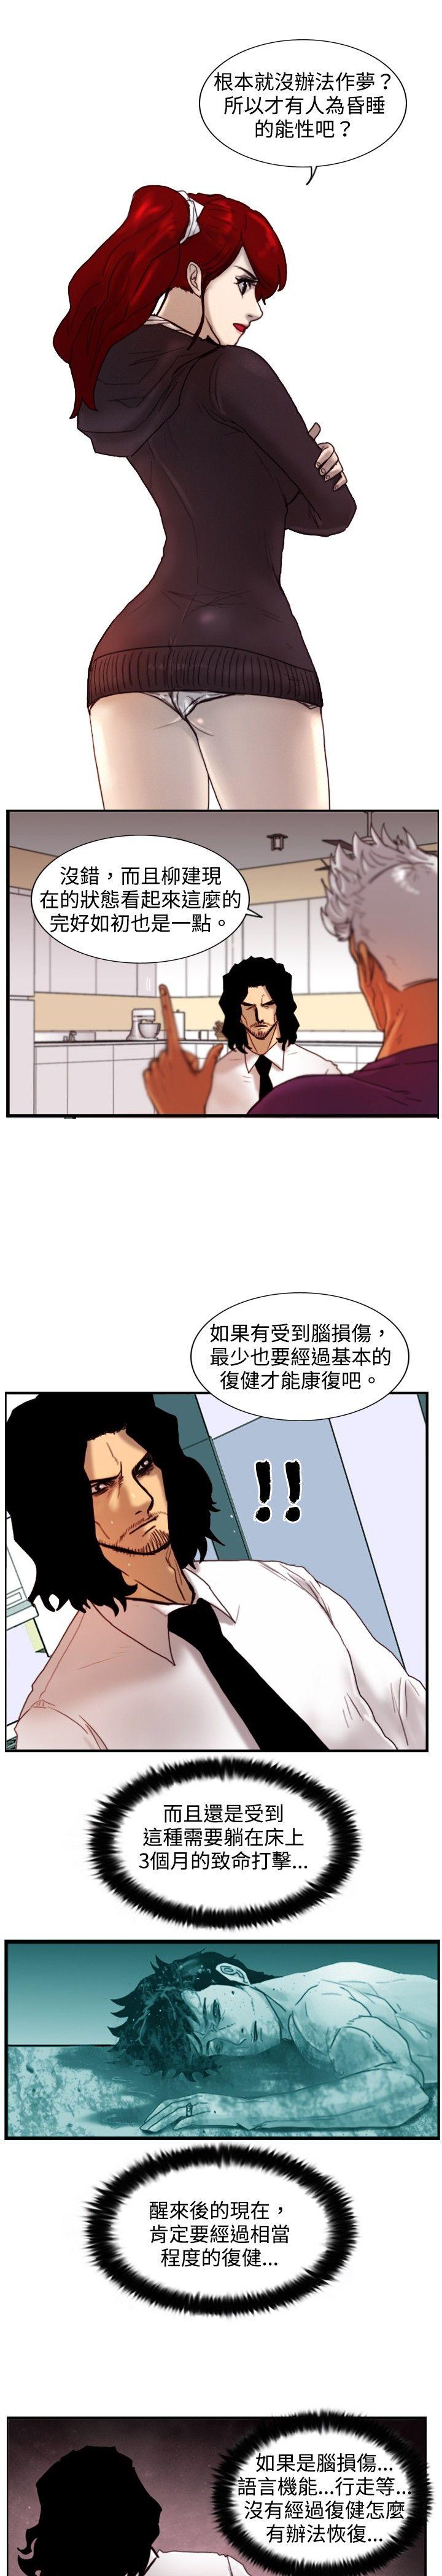 根本就沒辦法作夢？
所以才有人為昏睡
的能性吧？
沒錯，而且柳建現
在的狀態看起來這麼的
完好如初也是一點。
如果有受到腦損傷，
最少也要經過基本的
復健才能康復吧。
!!
而且還是受到
這種需要躺在床上
3個月的致命打擊...
醒來後的現在，
肯定要經過相當
程度的復健...
如果是腦損傷...
語言機能...行走等...
沒有經過復健怎麼
有辦法恢復...